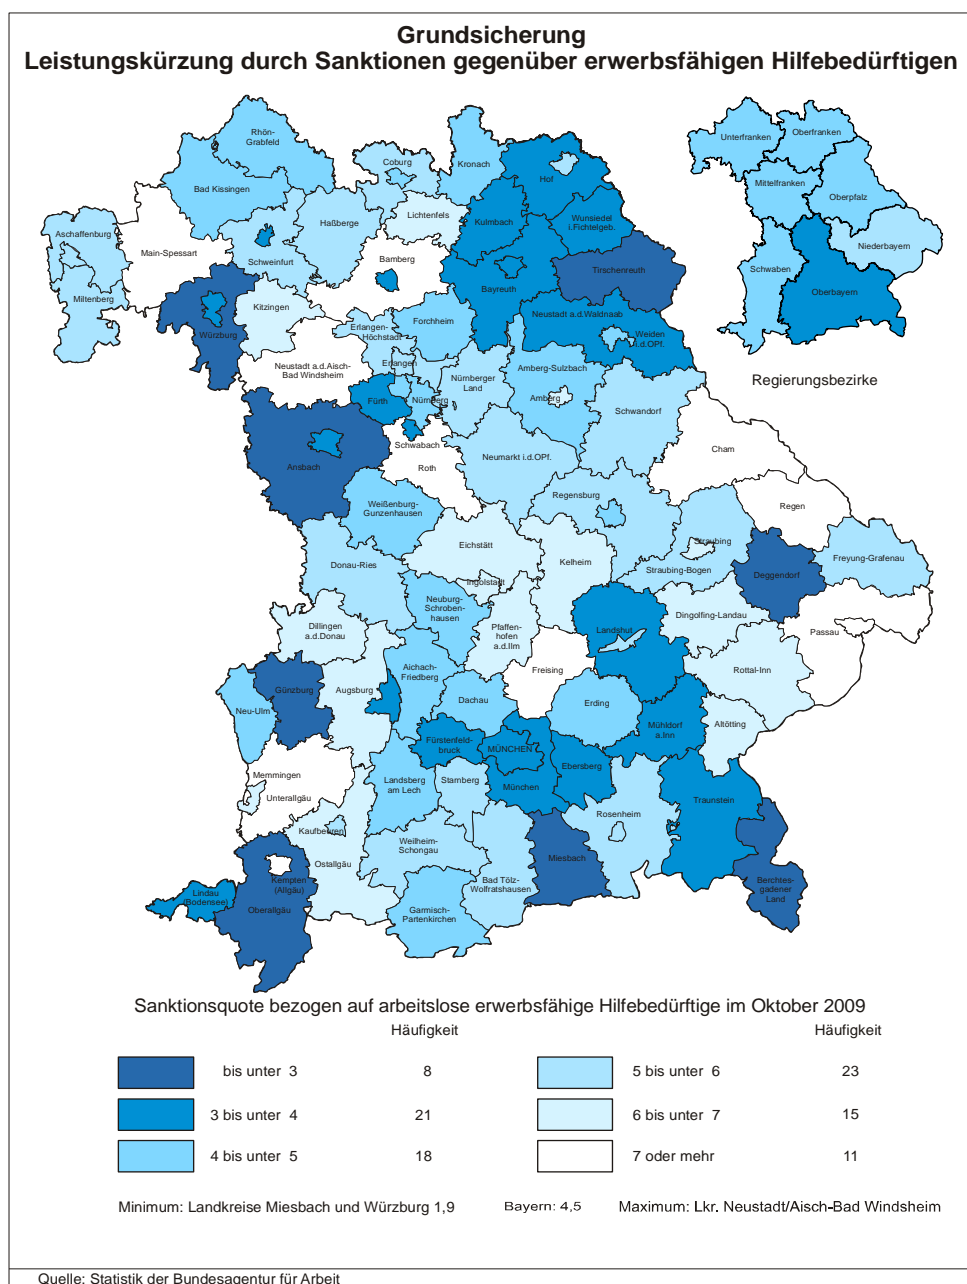 Grundsicherung
Leistungskürzung durch Sanktionen gegenüber erwerbsfähigen Hilfebedürftigen
Rhön-
Grabfeld
Bad Kissingen
Coburg
Kronach
Hof
Lichtenfels
Kulmbach
Wunsiedel
i.Fichtelgeb.
Haßberge
Aschaffenburg
Main-Spessart
Schweinfurt
Bamberg
Tirschenreuth
Bayreuth
Miltenberg
Kitzingen
Würzburg
Forchheim
Erlangen-
Höchstadt
Neustadt a.d.Waldnaab
Weiden
i.d.OPf.
Neustadt a.d.Aisch-
Bad Windsheim
Erlangen
Nürnberger
Land
Amberg-Sulzbach
Fürth
Nürnberg
Amberg
Schwandorf
Schwabach
Roth
Neumarkt i.d.OPf.
Cham
Ansbach
Weißenburg-
Gunzenhausen
Regensburg
Regen
Eichstätt
Straubing
Donau-Ries
Ingolstadt
Kelheim
Straubing-Bogen
Deggendorf
Freyung-Grafenau
Neuburg-
Schroben-
hausen
Dillingen
a.d.Donau
Pfaffen-
hofen
a.d.Ilm
Landshut
Dingolfing-Landau
Passau
Aichach-
Friedberg
Freising
Rottal-Inn
Günzburg
Augsburg
Neu-Ulm
Dachau
Erding
Mühldorf
a.Inn
Altötting
Fürstenfeld-
bruck
MÜNCHEN
Ebersberg
Memmingen
Unterallgäu
Landsberg
am Lech
Starnberg
München
Traunstein
Kaufbeuren
Rosenheim
Weilheim-
Schongau
Ostallgäu
Miesbach
Bad Tölz-
Wolfratshausen
Berchtes-
gadener
Land
Kempten
(Allgäu)
Lindau
(Bodensee)
Oberallgäu
Garmisch-
Partenkirchen
Unterfranken
Oberfranken
Mittelfranken
Oberpfalz
Niederbayern
Schwaben
Oberbayern
Regierungsbezirke
Sanktionsquote bezogen auf arbeitslose erwerbsfähige Hilfebedürftige im Oktober 2009
Häufigkeit Häufigkeit
bis unter 3 8 5 bis unter 6 23
3 bis unter 4 21 6 bis unter 7 15
4 bis unter 5 18 7 oder mehr 11
Minimum: Landkreise Miesbach und Würzburg 1,9 Bayern: 4,5 Maximum: Lkr. Neustadt/Aisch-Bad Windsheim
Quelle: Statistik der Bundesagentur für Arbeit